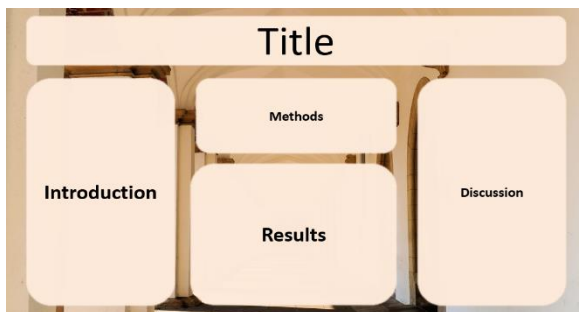 Title
Introduction
Methods
Results
Discussion